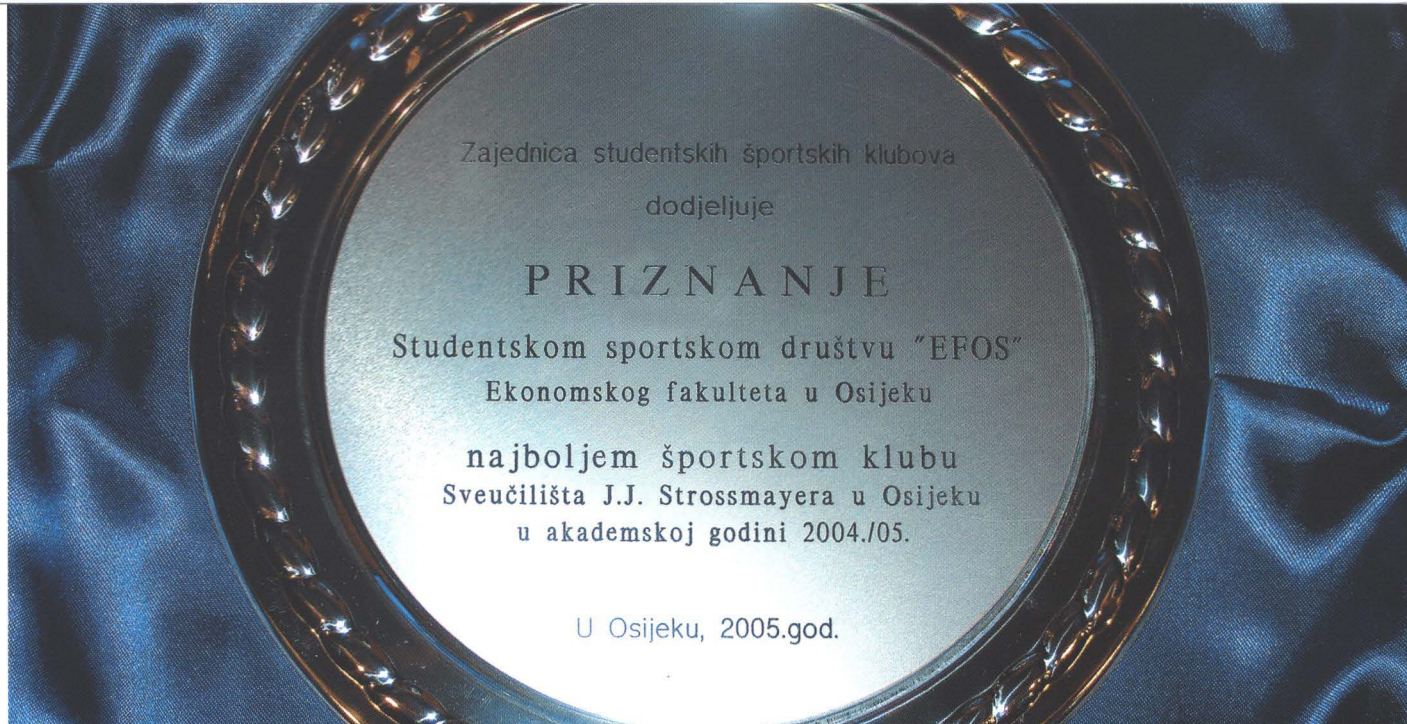 Zajednica studentskih športskih klubova
dodjeljuje
PRIZNANJE
Studentskom sportskom društvu "EFOS"
Ekonomskog fakulteta u Osijeku
najboljem športskom klubu
Sveučilišta J.J. Strossmayera u Osijeku
u akademskoj godini 2004./05.
U Osijeku, 2005.god.